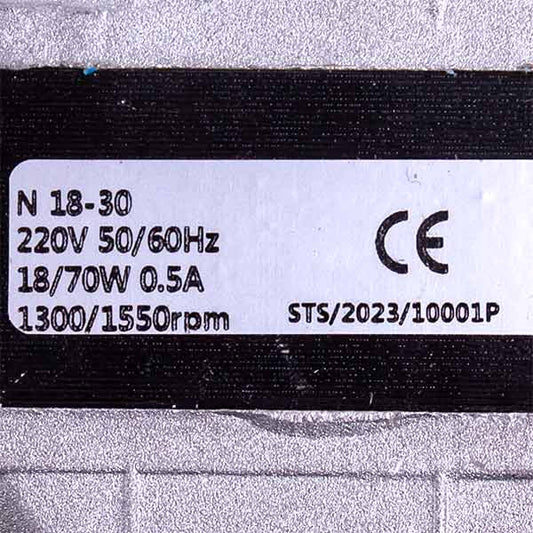 N 18-30
220V 50/60Hz
18/70W 0.5A
1300/1550rpm
CE
STS/2023/10001P